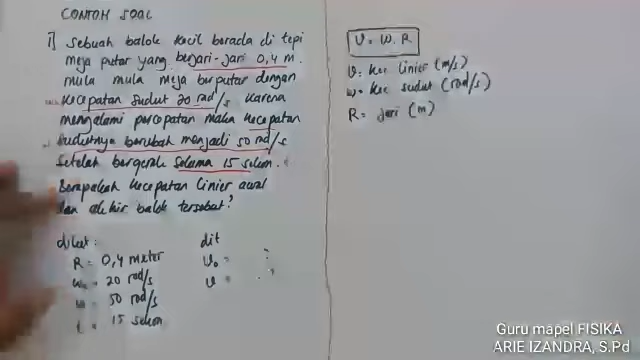 CONTOH SOAL
1] Sebuah balok kecil berada di tepi
meja putar yang berjari-jari 0,4 m.
mula mula meja berputar dengan
kecepatan sudut 20 rad/s karena
mengalami percepatan maka kecepatan
sudutnya berubah menjadi 50 rad/s
setelah bergerak selama 15 sekon.
Berapakah kecepatan linier awal
dan akhir balok tersebut?
diket:
R = 0,4 meter
ω₀ = 20 rad/s
ω = 50 rad/s
t = 15 sekon
dit
v₀ = :
v = :
V = ω . R
v = kec linier (m/s)
ω = kec sudut (rad/s)
R = jari (m)
Guru mapel FISIKA
ARIE IZANDRA, S.Pd